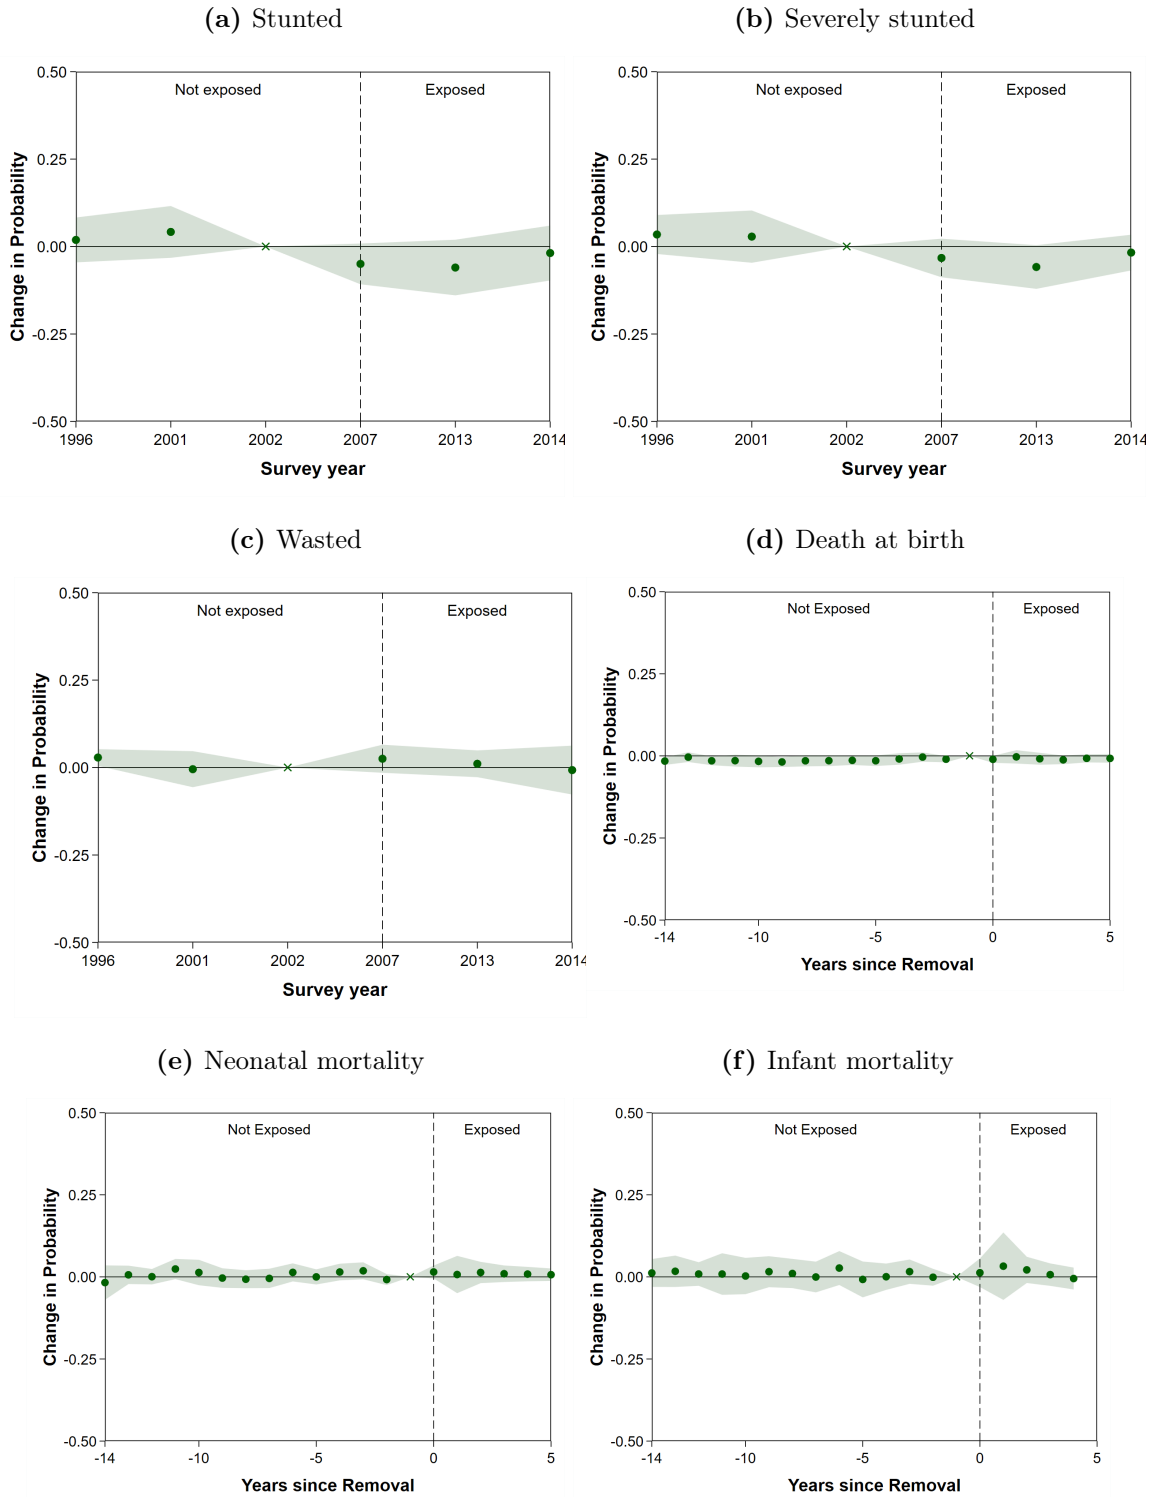 (a) Stunted
0.50
0.25
0.00
-0.25
-0.50
Change in Probability
Not exposed
Exposed
1996 2001 2002 2007 2013 2014
Survey year
(b) Severely stunted
0.50
0.25
0.00
-0.25
-0.50
Change in Probability
Not exposed
Exposed
1996 2001 2002 2007 2013 2014
Survey year
(c) Wasted
0.50
0.25
0.00
-0.25
-0.50
Change in Probability
Not exposed
Exposed
1996 2001 2002 2007 2013 2014
Survey year
(d) Death at birth
0.50
0.25
0.00
-0.25
-0.50
Change in Probability
Not Exposed
Exposed
-14 -10 -5 0 5
Years since Removal
(e) Neonatal mortality
0.50
0.25
0.00
-0.25
-0.50
Change in Probability
Not Exposed
Exposed
-14 -10 -5 0 5
Years since Removal
(f) Infant mortality
0.50
0.25
0.00
-0.25
-0.50
Change in Probability
Not Exposed
Exposed
-14 -10 -5 0 5
Years since Removal